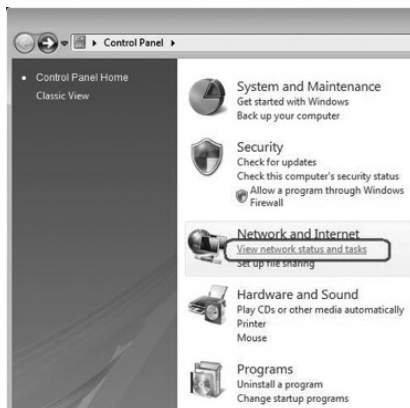 Control Panel
Control Panel Home
Classic View
System and Maintenance
Get started with Windows
Back up your computer
Security
Check for updates
Check this computer's security status
Allow a program through Windows
Firewall
Network and Internet
View network status and tasks
Set up file sharing
Hardware and Sound
Play CDs or other media automatically
Printer
Mouse
Programs
Uninstall a program
Change startup programs